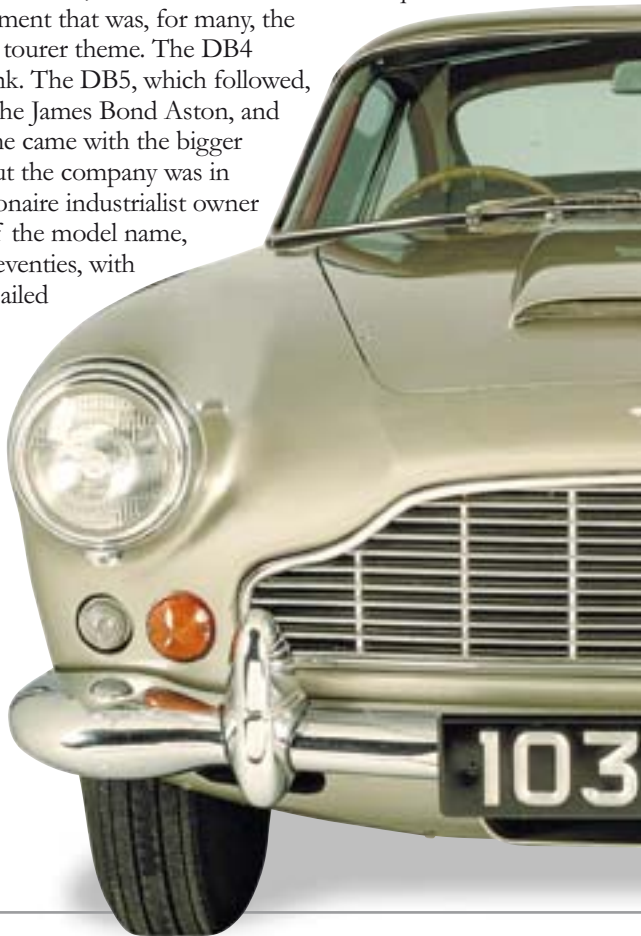 ment that was, for many, the
tourer theme. The DB4
nk. The DB5, which followed,
he James Bond Aston, and
ne came with the bigger
ut the company was in
onaire industrialist owner
f the model name,
eventies, with
ailed
103